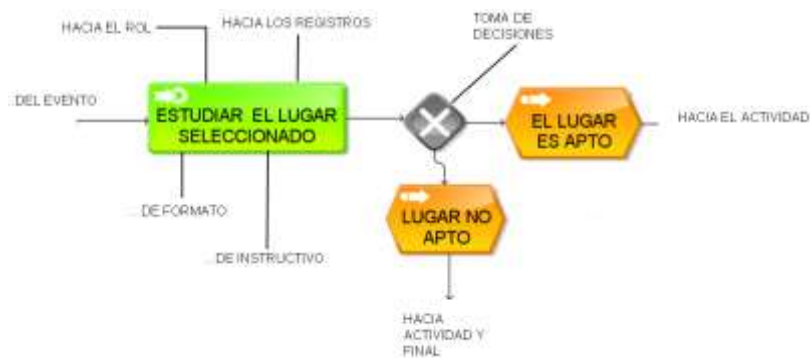 HACIA EL ROL
HACIA LOS REGISTROS
TOMA DE
DECISIONES
DEL EVENTO
ESTUDIAR EL LUGAR
SELECCIONADO
EL LUGAR
ES APTO
HACIA EL ACTIVIDAD
...DE FORMATO
LUGAR NO
APTO
...DE INSTRUCTIVO
HACIA
ACTIVIDAD Y
FINAL